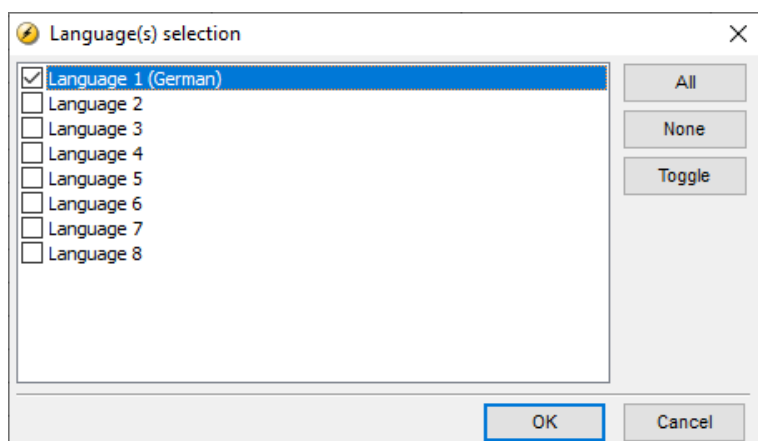 Language(s) selection
Language 1 (German)
Language 2
Language 3
Language 4
Language 5
Language 6
Language 7
Language 8
All
None
Toggle
OK
Cancel